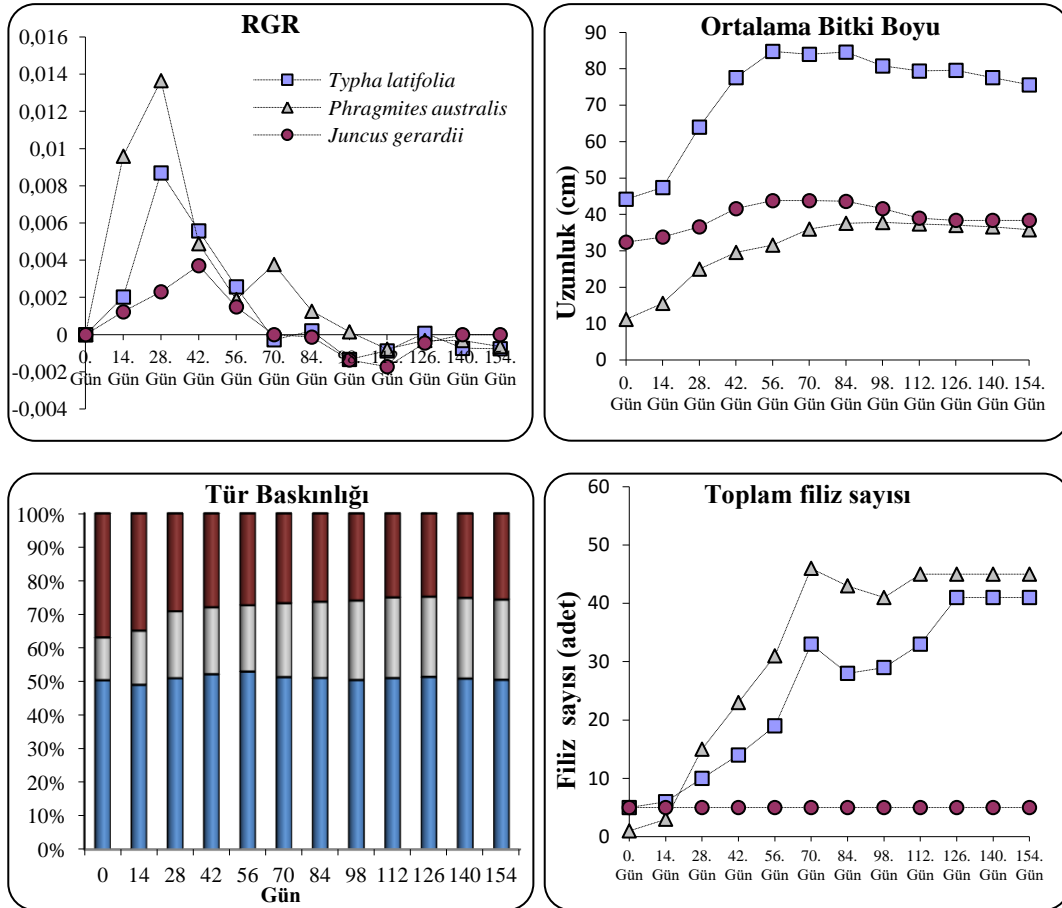 RGR
0,016
0,014
0,012
0,01
0,008
0,006
0,004
0,002
0
-0,002
-0,004
Typha latifolia
Phragmites australis
Juncus gerardii
0. 14. 28. 42. 56. 70. 84. 98. 112. 126. 140. 154.
Gün Gün Gün Gün Gün Gün Gün Gün Gün Gün Gün Gün
Ortalama Bitki Boyu
Uzunluk (cm)
90
80
70
60
50
40
30
20
10
0
0. 14. 28. 42. 56. 70. 84. 98. 112. 126. 140. 154.
Gün Gün Gün Gün Gün Gün Gün Gün Gün Gün Gün Gün
Tür Baskınlığı
100%
90%
80%
70%
60%
50%
40%
30%
20%
10%
0%
0 14 28 42 56 70 84 98 112 126 140 154
Gün
Toplam filiz sayısı
Filiz sayısı (adet)
60
50
40
30
20
10
0
0. 14. 28. 42. 56. 70. 84. 98. 112. 126. 140. 154.
Gün Gün Gün Gün Gün Gün Gün Gün Gün Gün Gün Gün